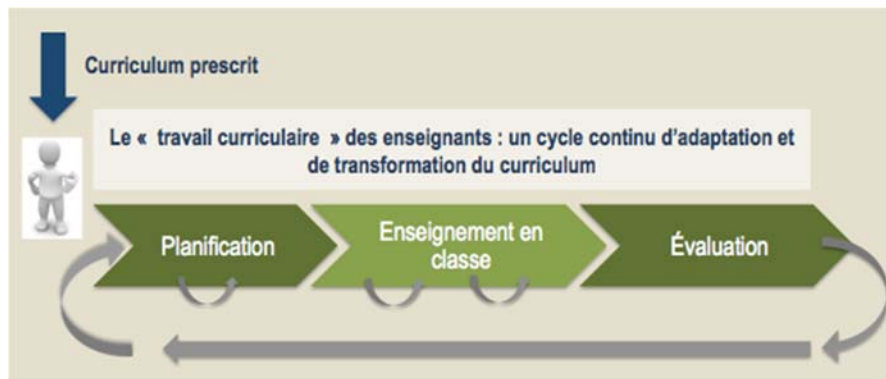 Curriculum prescrit
Le « travail curriculaire » des enseignants : un cycle continu d'adaptation et
de transformation du curriculum
Planification
Enseignement en
classe
Évaluation